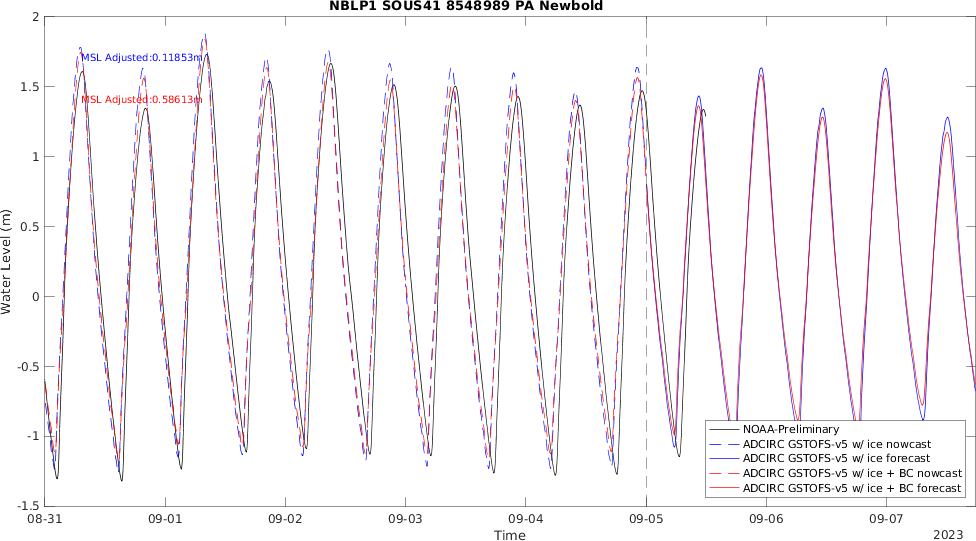 NBLP1 SOUS41 8548989 PA Newbold
2
MSL Adjusted:0.11853m
1.5
MSL Adjusted:0.58613m
1
0.5
Water Level (m)
0
-0.5
-1
NOAA-Preliminary
ADCIRC GSTOFS-v5 w/ ice nowcast
ADCIRC GSTOFS-v5 w/ ice forecast
ADCIRC GSTOFS-v5 w/ ice + BC nowcast
ADCIRC GSTOFS-v5 w/ ice + BC forecast
-1.5
08-31 09-01 09-02 09-03 09-04 09-05 09-06 09-07
Time
2023